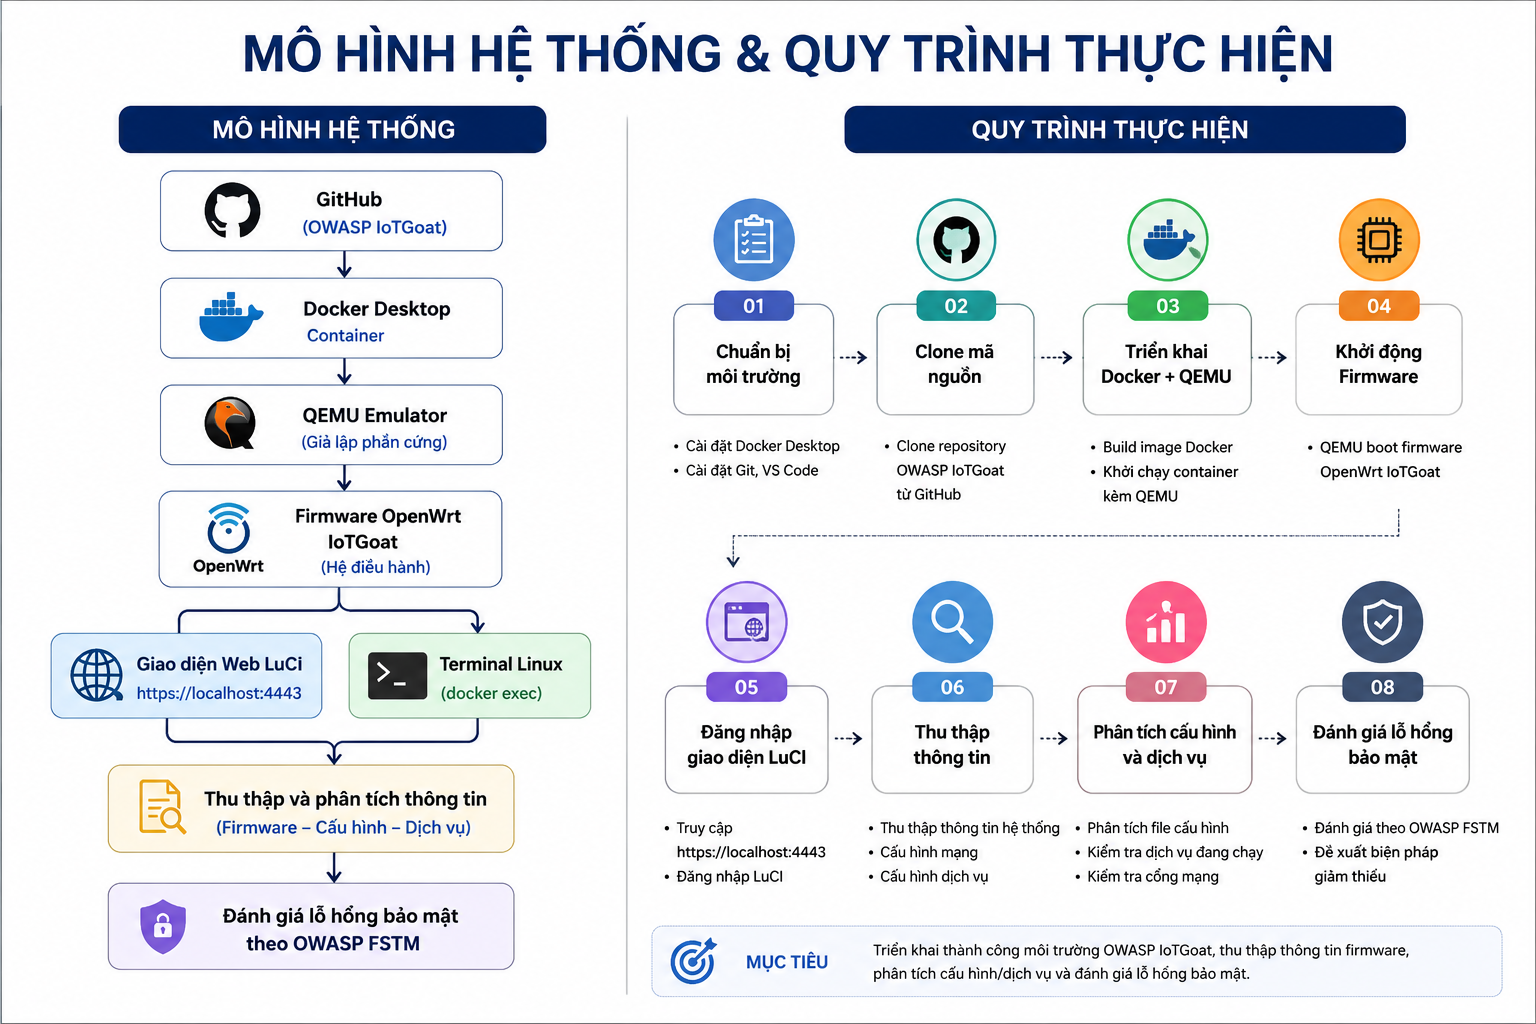 MÔ HÌNH HỆ THỐNG & QUY TRÌNH THỰC HIỆN
MÔ HÌNH HỆ THỐNG
GitHub
(OWASP IoTGoat)
Docker Desktop
Container
QEMU Emulator
(Giả lập phần cứng)
OpenWrt
Firmware OpenWrt
IoTGoat
(Hệ điều hành)
Giao diện Web LuCi
https://localhost:4443
>_
Terminal Linux
(docker exec)
Thu thập và phân tích thông tin
(Firmware – Cấu hình – Dịch vụ)
Đánh giá lỗ hổng bảo mật
theo OWASP FSTM
QUY TRÌNH THỰC HIỆN
01
Chuẩn bị
môi trường
• Cài đặt Docker Desktop
• Cài đặt Git, VS Code
02
Clone mã
nguồn
• Clone repository
OWASP IoTGoat
từ GitHub
03
Triển khai
Docker + QEMU
• Build image Docker
• Khởi chạy container
kèm QEMU
04
Khởi động
Firmware
• QEMU boot firmware
OpenWrt IoTGoat
05
Đăng nhập
giao diện LuCI
• Truy cập
https://localhost:4443
• Đăng nhập LuCI
06
Thu thập
thông tin
• Thu thập thông tin hệ thống
• Cấu hình mạng
• Cấu hình dịch vụ
07
Phân tích cấu hình
và dịch vụ
• Phân tích file cấu hình
• Kiểm tra dịch vụ đang chạy
• Kiểm tra cổng mạng
08
Đánh giá lỗ hổng
bảo mật
• Đánh giá theo OWASP FSTM
• Đề xuất biện pháp
giảm thiểu
MỤC TIÊU
Triển khai thành công môi trường OWASP IoTGoat, thu thập thông tin firmware,
phân tích cấu hình/dịch vụ và đánh giá lỗ hổng bảo mật.